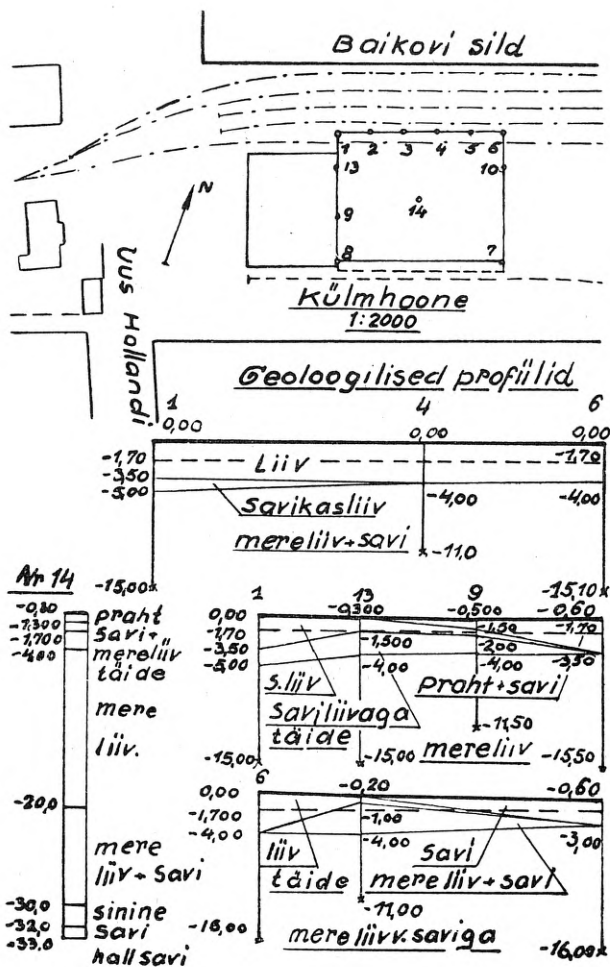 Baikovi sild
1 2 3 4 5 6
13 10
N
14
9
8 7
Uus Hollandi
Külmhoone
1:2000
Geoloogilised profiilid
1 4 6
0,00 0,00 0,00
-1,70 Liiv -1,70
-3,50
-5,00 -4,00 -4,00
Savikasliiv
mereliiv+savi
-11,0
-15,00 -15,10
Nr 14
-0,80 praht
-1,300 savi+
-1,700 mereliiv
-4,00 täide
mere
liiv.
-20,0
mere
liiv+savi
-30,0 sinine
-32,0 savi
-33,0 hall savi
1 13 9
0,00 -0,300 -0,500 -0,60
-1,70 -1,500 -1,50 -1,70
-3,50 -2,00
-5,00 -4,00 -4,00 -3,50
s.liiv praht+savi
Saviliivaga
täide
-11,50
-15,00 -15,00 mereliiv -15,50
6
0,00 -0,20 -0,60
-1,700 -1,00
-4,00 -4,00 -3,00
liiv savi
täide mereliiv+savi
-11,00
-16,00 mereliiv v. saviga -16,00